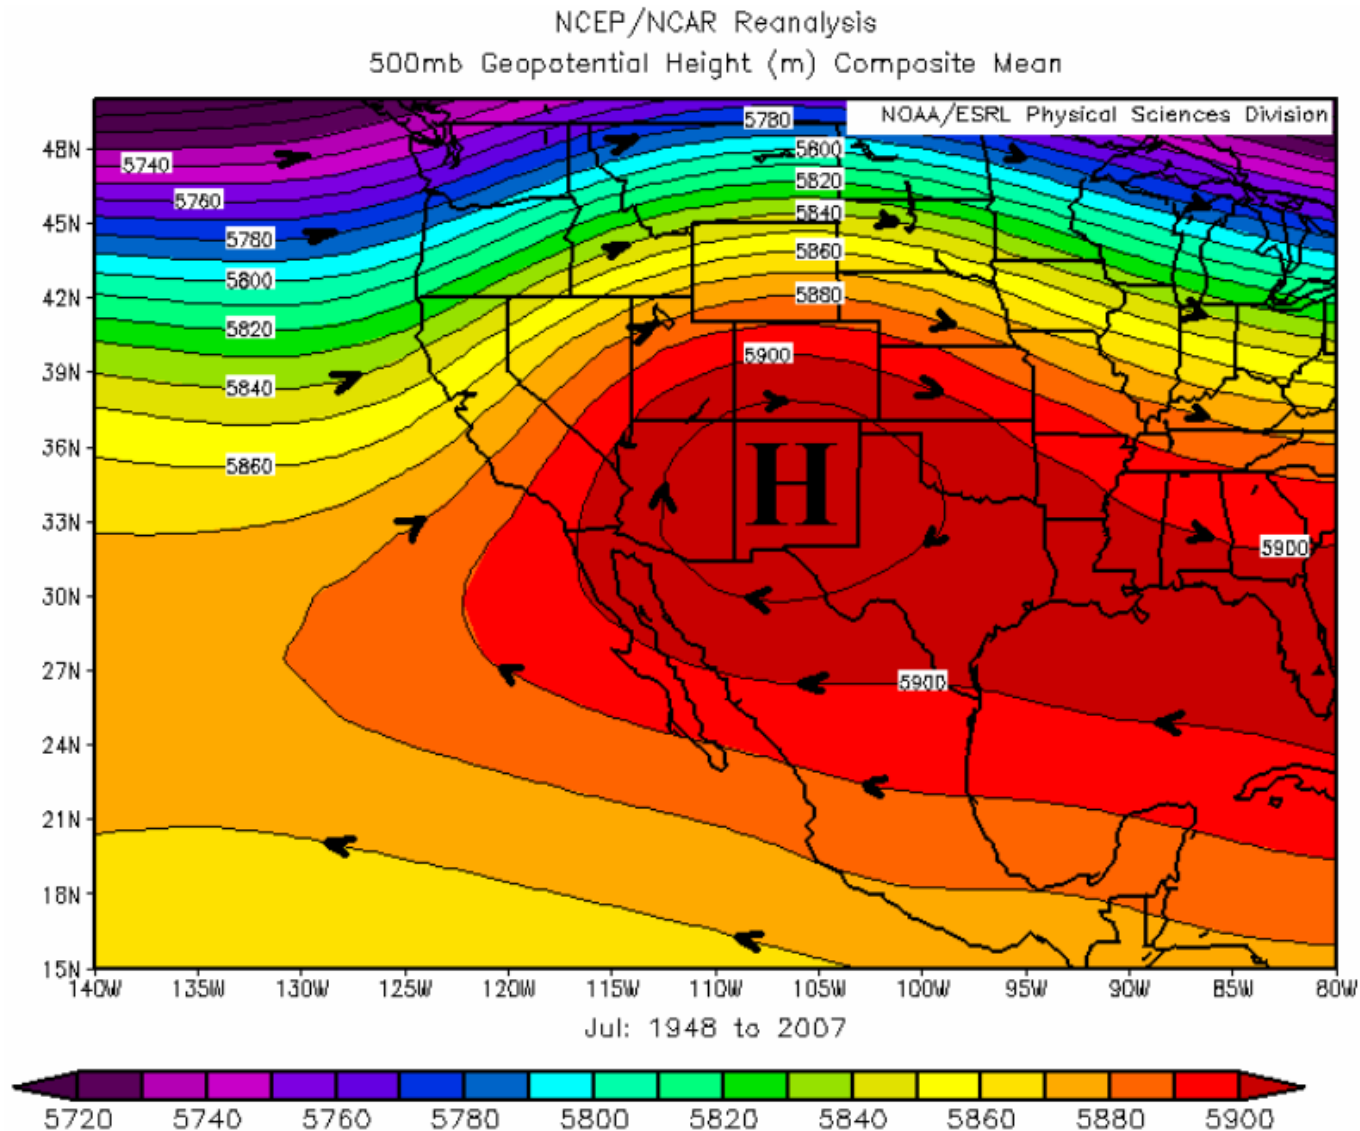 NCEP/NCAR Reanalysis
500mb Geopotential Height (m) Composite Mean
NOAA/ESRL Physical Sciences Division
5780
48N
5740
5800
5760
5820
45N
5780
5840
5800
5860
42N
5880
5820
5900
39N
5840
5860
36N
H
33N
5900
30N
27N
5900
24N
21N
18N
15N
140W 135W 130W 125W 120W 115W 110W 105W 100W 95W 90W 85W 80W
Jul: 1948 to 2007
5720 5740 5760 5780 5800 5820 5840 5860 5880 5900